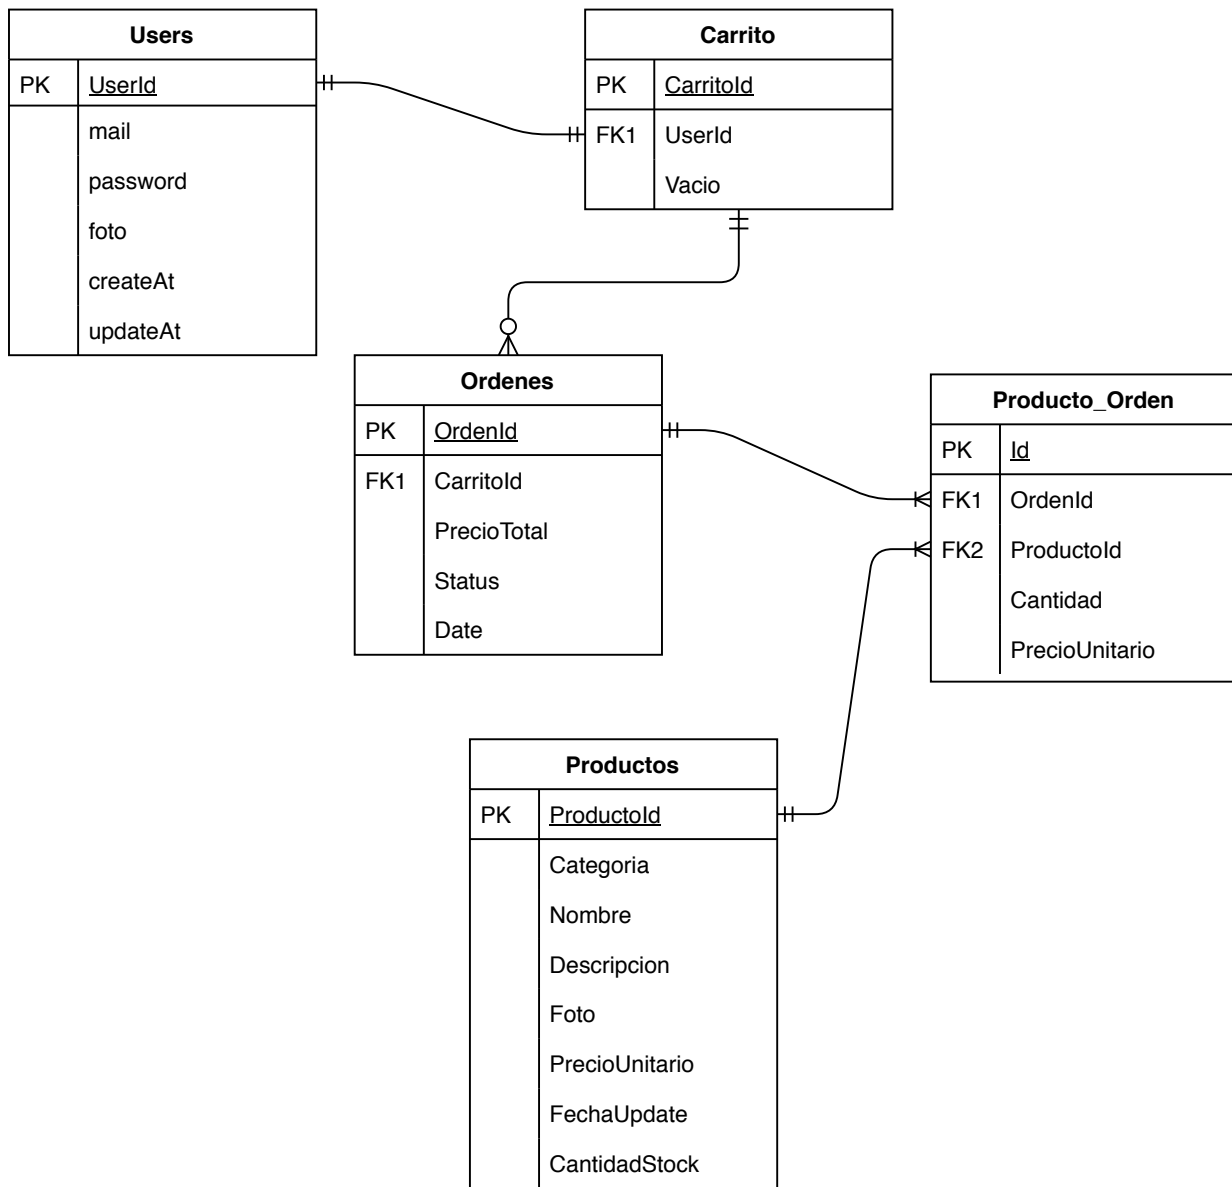 Users
PK UserId
mail
password
foto
createAt
updateAt
Carrito
PK CarritoId
FK1 UserId
Vacio
Ordenes
PK OrdenId
FK1 CarritoId
PrecioTotal
Status
Date
Producto_Orden
PK Id
FK1 OrdenId
FK2 ProductoId
Cantidad
PrecioUnitario
Productos
PK ProductoId
Categoria
Nombre
Descripcion
Foto
PrecioUnitario
FechaUpdate
CantidadStock